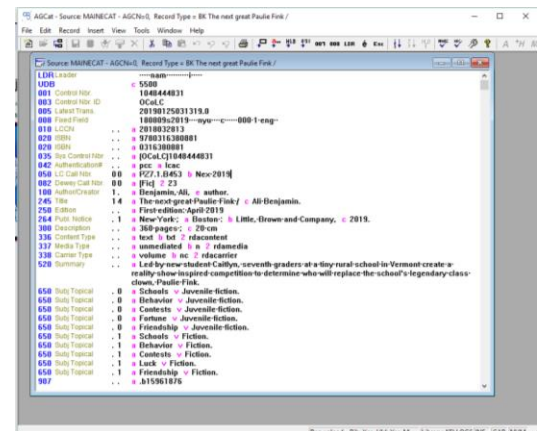 AGCat - Source: MAINECAT - AGCN=0, Record Type = BK The next great Paulie Fink /
File Edit Record Insert View Tools Window Help
Source: MAINECAT - AGCN=0, Record Type = BK The next great Paulie Fink /
LDR Leader -----nam----------i-----
UDB c 5500
001 Control Nbr 1048444831
003 Control Nbr ID OCoLC
005 Latest Trans. 20190125031319.0
008 Fixed Field 180809s2019----nyu---c------000-1-eng--
010 LCCN . . a 2018032813
020 ISBN . . a 9780316380881
020 ISBN . . a 0316380881
035 Sys Control Nbr . . a (OCoLC)1048444831
042 Authentication# . . a pcc a lcac
050 LC Call Nbr 00 a PZ7.1.B453 b Nex-2019
082 Dewey Call Nbr 00 a [Fic] 2 23
100 Author/Creator 1 . a Benjamin, Ali, e author.
245 Title 14 a The-next-great-Paulie-Fink-/ c Ali-Benjamin.
250 Edition . . a First-edition:-April-2019
264 Publ. Notice . 1 a New-York-; a Boston-: b Little,-Brown-and-Company, c 2019.
300 Description . . a 360-pages-; c 20-cm
336 Content Type . . a text b txt 2 rdacontent
337 Media Type . . a unmediated b n 2 rdamedia
338 Carrier Type . . a volume b nc 2 rdacarrier
520 Summary . . a Led-by-new-student-Caitlyn,-seventh-graders-at-a-tiny-rural-school-in-Vermont-create-a-
reality-show-inspired-competition-to-determine-who-will-replace-the-school's-legendary-class-
clown,-Paulie-Fink.
650 Subj Topical . 0 a Schools v Juvenile-fiction.
650 Subj Topical . 0 a Behavior v Juvenile-fiction.
650 Subj Topical . 0 a Contests v Juvenile-fiction.
650 Subj Topical . 0 a Fortune v Juvenile-fiction.
650 Subj Topical . 0 a Friendship v Juvenile-fiction.
650 Subj Topical . 1 a Schools v Fiction.
650 Subj Topical . 1 a Behavior v Fiction.
650 Subj Topical . 1 a Contests v Fiction.
650 Subj Topical . 1 a Luck v Fiction.
650 Subj Topical . 1 a Friendship v Fiction.
907 . . a .b15961876